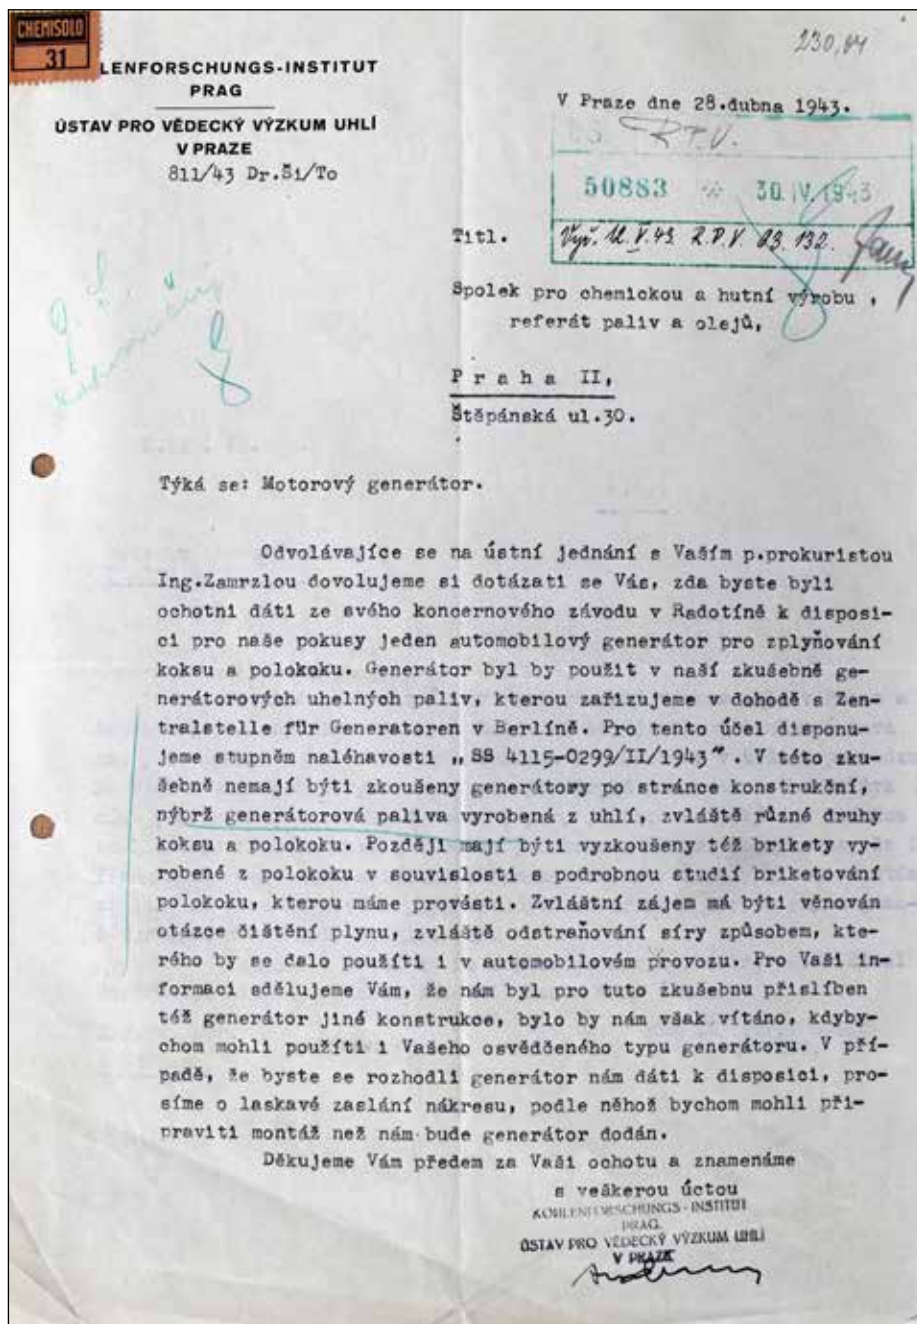 CHEMISOLO
31
230,04
LENFORSCHUNGS-INSTITUT
PRAG
ÚSTAV PRO VĚDECKÝ VÝZKUM UHLÍ
V PRAZE
811/43 Dr.Ši/To
V Praze dne 28.dubna 1943.
R.P.V.
50883 30.IV.1943
Vyř. 12.V.43 R.P.V. 03.132.
Titl.
Spolek pro chemickou a hutní výrobu ,
referát paliv a olejů,
Praha II,
Štěpánská ul.30.
Týká se: Motorový generátor.
Odvolávajíce se na ústní jednání s Vaším p.prokuristou
Ing.Zamrzlou dovolujeme si dotázati se Vás, zda byste byli
ochotni dáti ze svého koncernového závodu v Radotíně k disposi-
ci pro naše pokusy jeden automobilový generátor pro zplyňování
koksu a polokoku. Generátor byl by použit v naší zkušebně ge-
nerátorových uhelných paliv, kterou zařizujeme v dohodě s Zen-
tralstelle für Generatoren v Berlíně. Pro tento účel disponu-
jeme stupněm naléhavosti „SS 4115-0299/II/1943". V této zku-
šebně nemají býti zkoušeny generátory po stránce konstrukční,
nýbrž generátorová paliva vyrobená z uhlí, zvláště různé druhy
koksu a polokoku. Později mají býti vyzkoušeny též brikety vy-
robené z polokoku v souvislosti s podrobnou studií briketování
polokoku, kterou máme prováSti. Zvláštní zájem má býti věnován
otázce čištění plynu, zvláště odstraňování síry způsobem, kte-
rého by se dalo použíti i v automobilovém provozu. Pro Vaši in-
formaci sdělujeme Vám, že nám byl pro tuto zkušebnu přislíben
též generátor jiné konstrukce, bylo by nám však vítáno, kdyby-
chom mohli použíti i Vašeho osvědčeného typu generátoru. V pří-
padě, že byste se rozhodli generátor nám dáti k disposici, pro-
síme o laskavé zaslání nákresu, podle něhož bychom mohli při-
praviti montáž než nám bude generátor dodán.
Děkujeme Vám předem za Vaši ochotu a znamenáme
s veškerou úctou
KOHLENFORSCHUNGS-INSTITUT
PRAG.
ÚSTAV PRO VĚDECKÝ VÝZKUM UHLÍ
V PRAZE